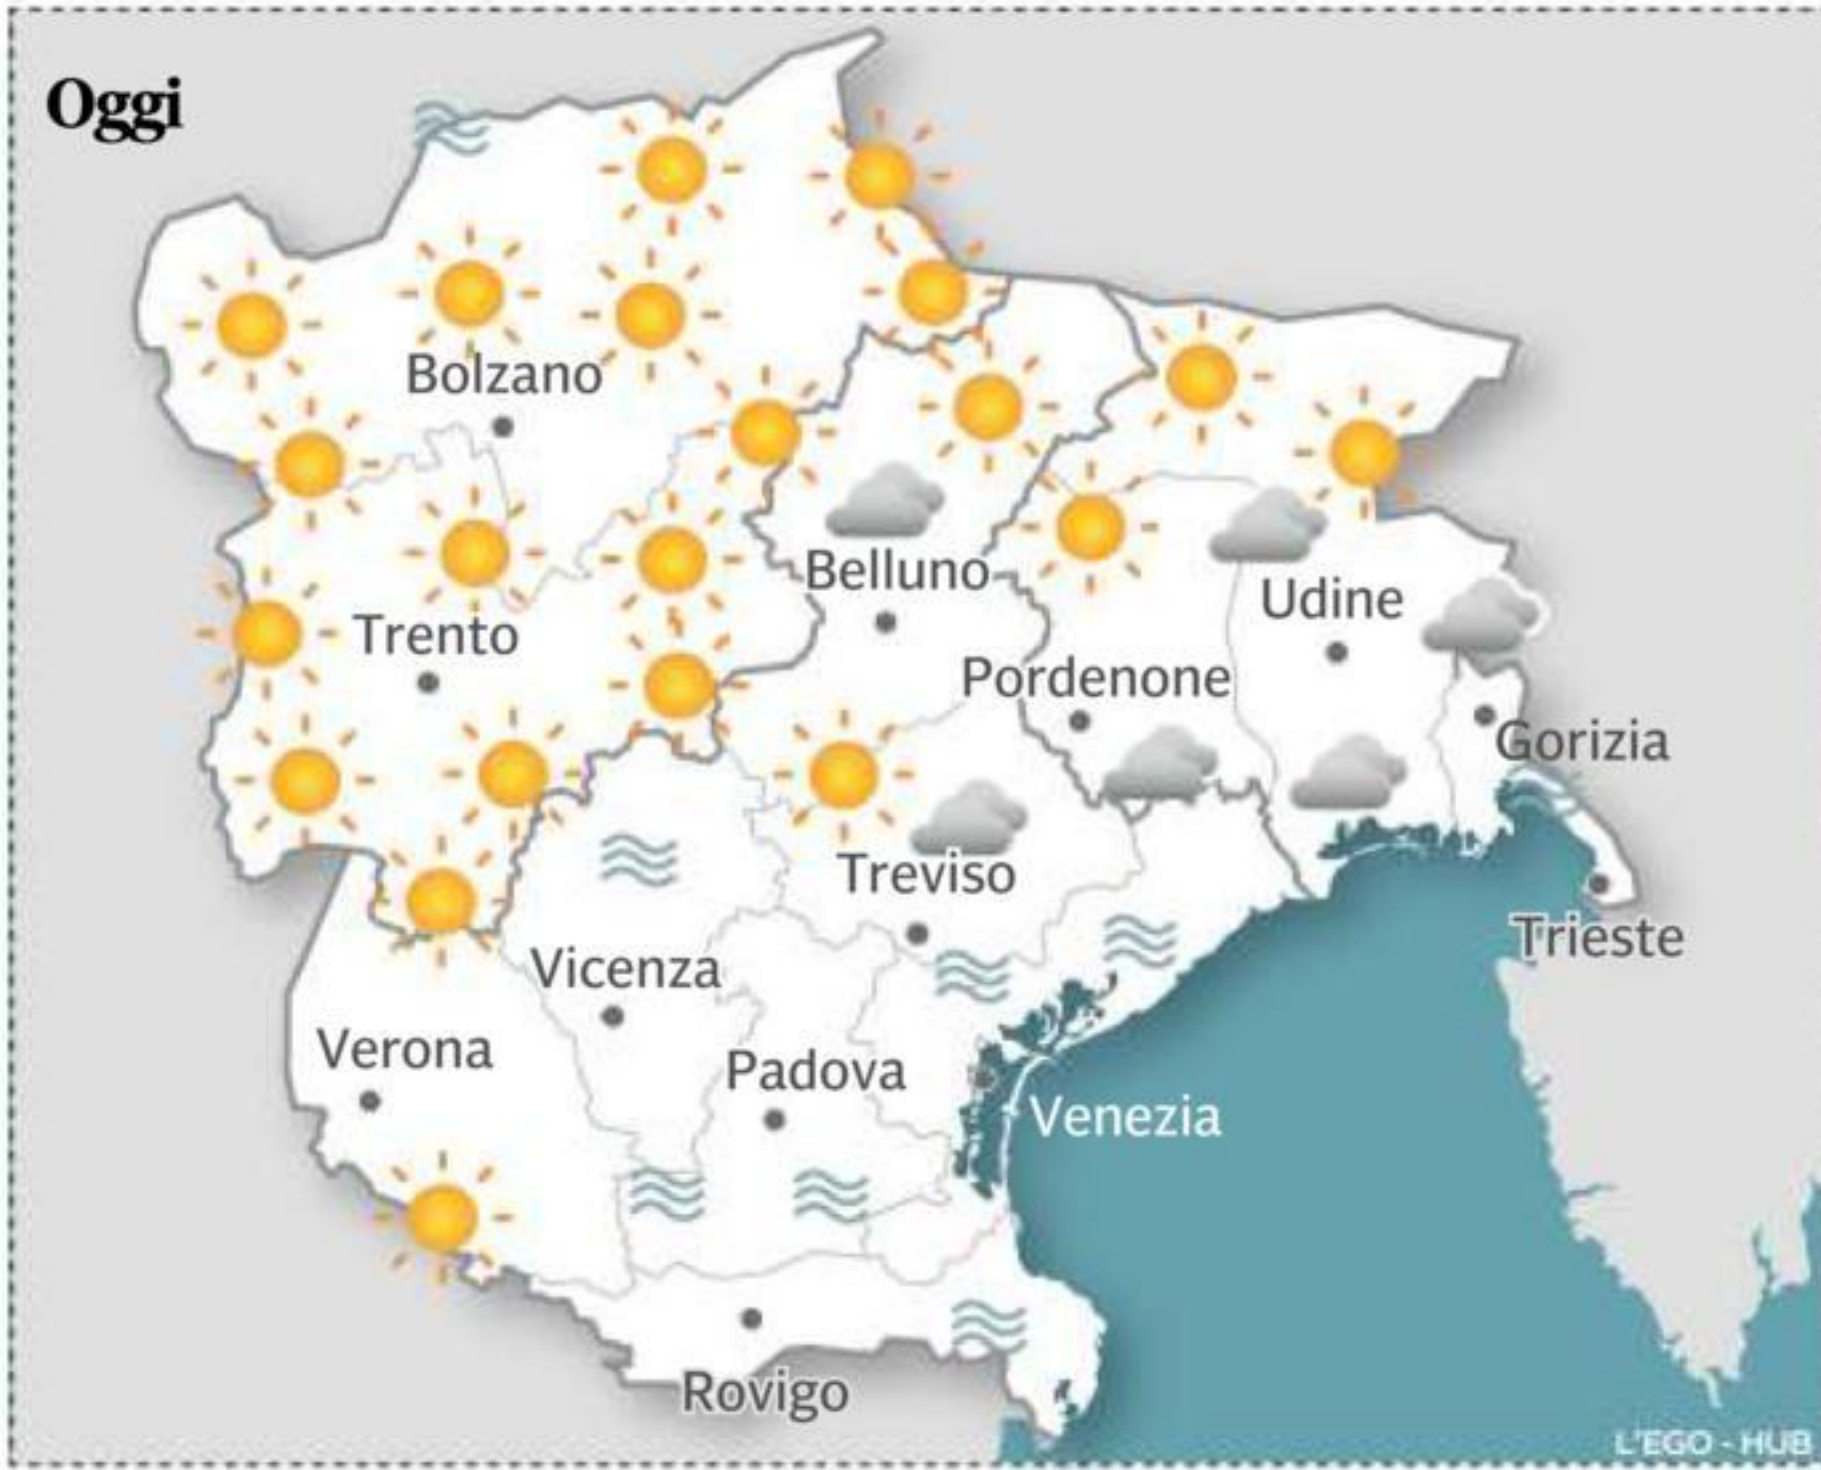 Oggi
Bolzano
Belluno
Udine
Trento
Pordenone
Gorizia
Treviso
Trieste
Vicenza
Verona
Padova
Venezia
Rovigo
L'EGO - HUB